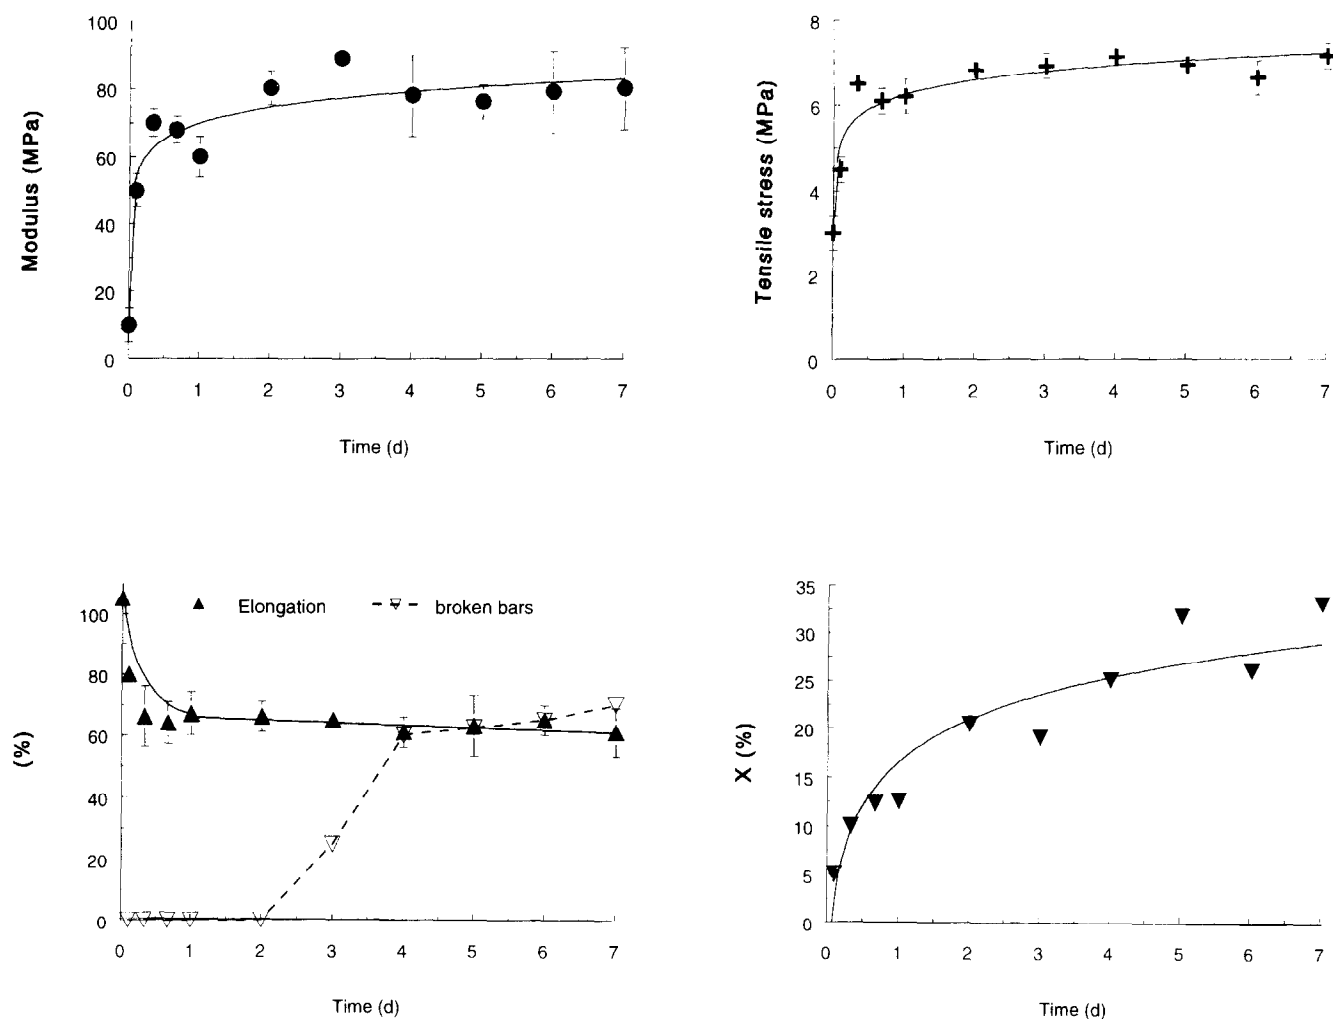 100
80
60
40
20
0
Modulus (MPa)
0 1 2 3 4 5 6 7
Time (d)
8
6
4
2
0
Tensile stress (MPa)
0 1 2 3 4 5 6 7
Time (d)
Elongation broken bars
100
80
60
40
20
0
(%)
0 1 2 3 4 5 6 7
Time (d)
35
30
25
20
15
10
5
0
X (%)
0 1 2 3 4 5 6 7
Time (d)